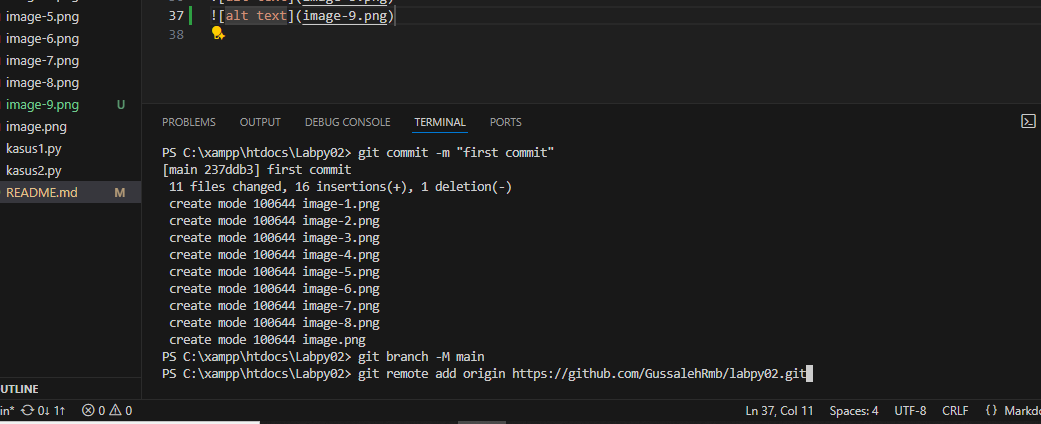 image-5.png
image-6.png
image-7.png
image-8.png
image-9.png U
image.png
kasus1.py
kasus2.py
README.md M
37 ![alt text](image-9.png)
38
PROBLEMS OUTPUT DEBUG CONSOLE TERMINAL PORTS
PS C:\xampp\htdocs\Labpy02> git commit -m "first commit"
[main 237ddb3] first commit
11 files changed, 16 insertions(+), 1 deletion(-)
create mode 100644 image-1.png
create mode 100644 image-2.png
create mode 100644 image-3.png
create mode 100644 image-4.png
create mode 100644 image-5.png
create mode 100644 image-6.png
create mode 100644 image-7.png
create mode 100644 image-8.png
create mode 100644 image.png
PS C:\xampp\htdocs\Labpy02> git branch -M main
PS C:\xampp\htdocs\Labpy02> git remote add origin https://github.com/GussalehRmb/labpy02.git
UTLINE
in* 0↓ 1↑ 0 0 Ln 37, Col 11 Spaces: 4 UTF-8 CRLF {} Markdo